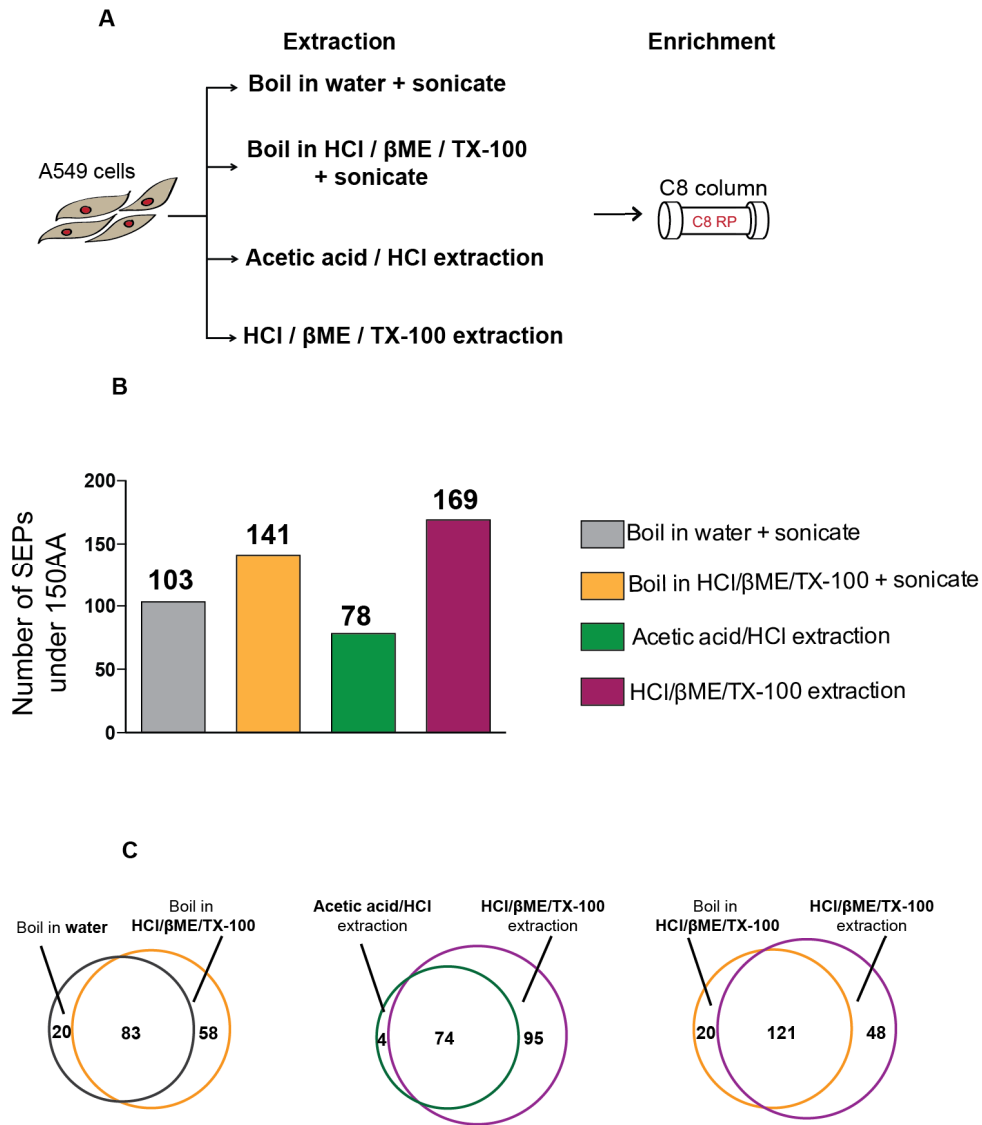 A
Extraction
Enrichment
Boil in water + sonicate
Boil in HCl / βME / TX-100
+ sonicate
A549 cells
C8 column
C8 RP
Acetic acid / HCl extraction
HCl / βME / TX-100 extraction
B
Number of SEPs
under 150AA
200
150
100
50
0
103
141
78
169
Boil in water + sonicate
Boil in HCl/βME/TX-100 + sonicate
Acetic acid/HCl extraction
HCl/βME/TX-100 extraction
C
Boil in water
Boil in
HCl/βME/TX-100
20
83
58
Acetic acid/HCl
extraction
HCl/βME/TX-100
extraction
4
74
95
Boil in
HCl/βME/TX-100
HCl/βME/TX-100
extraction
20
121
48